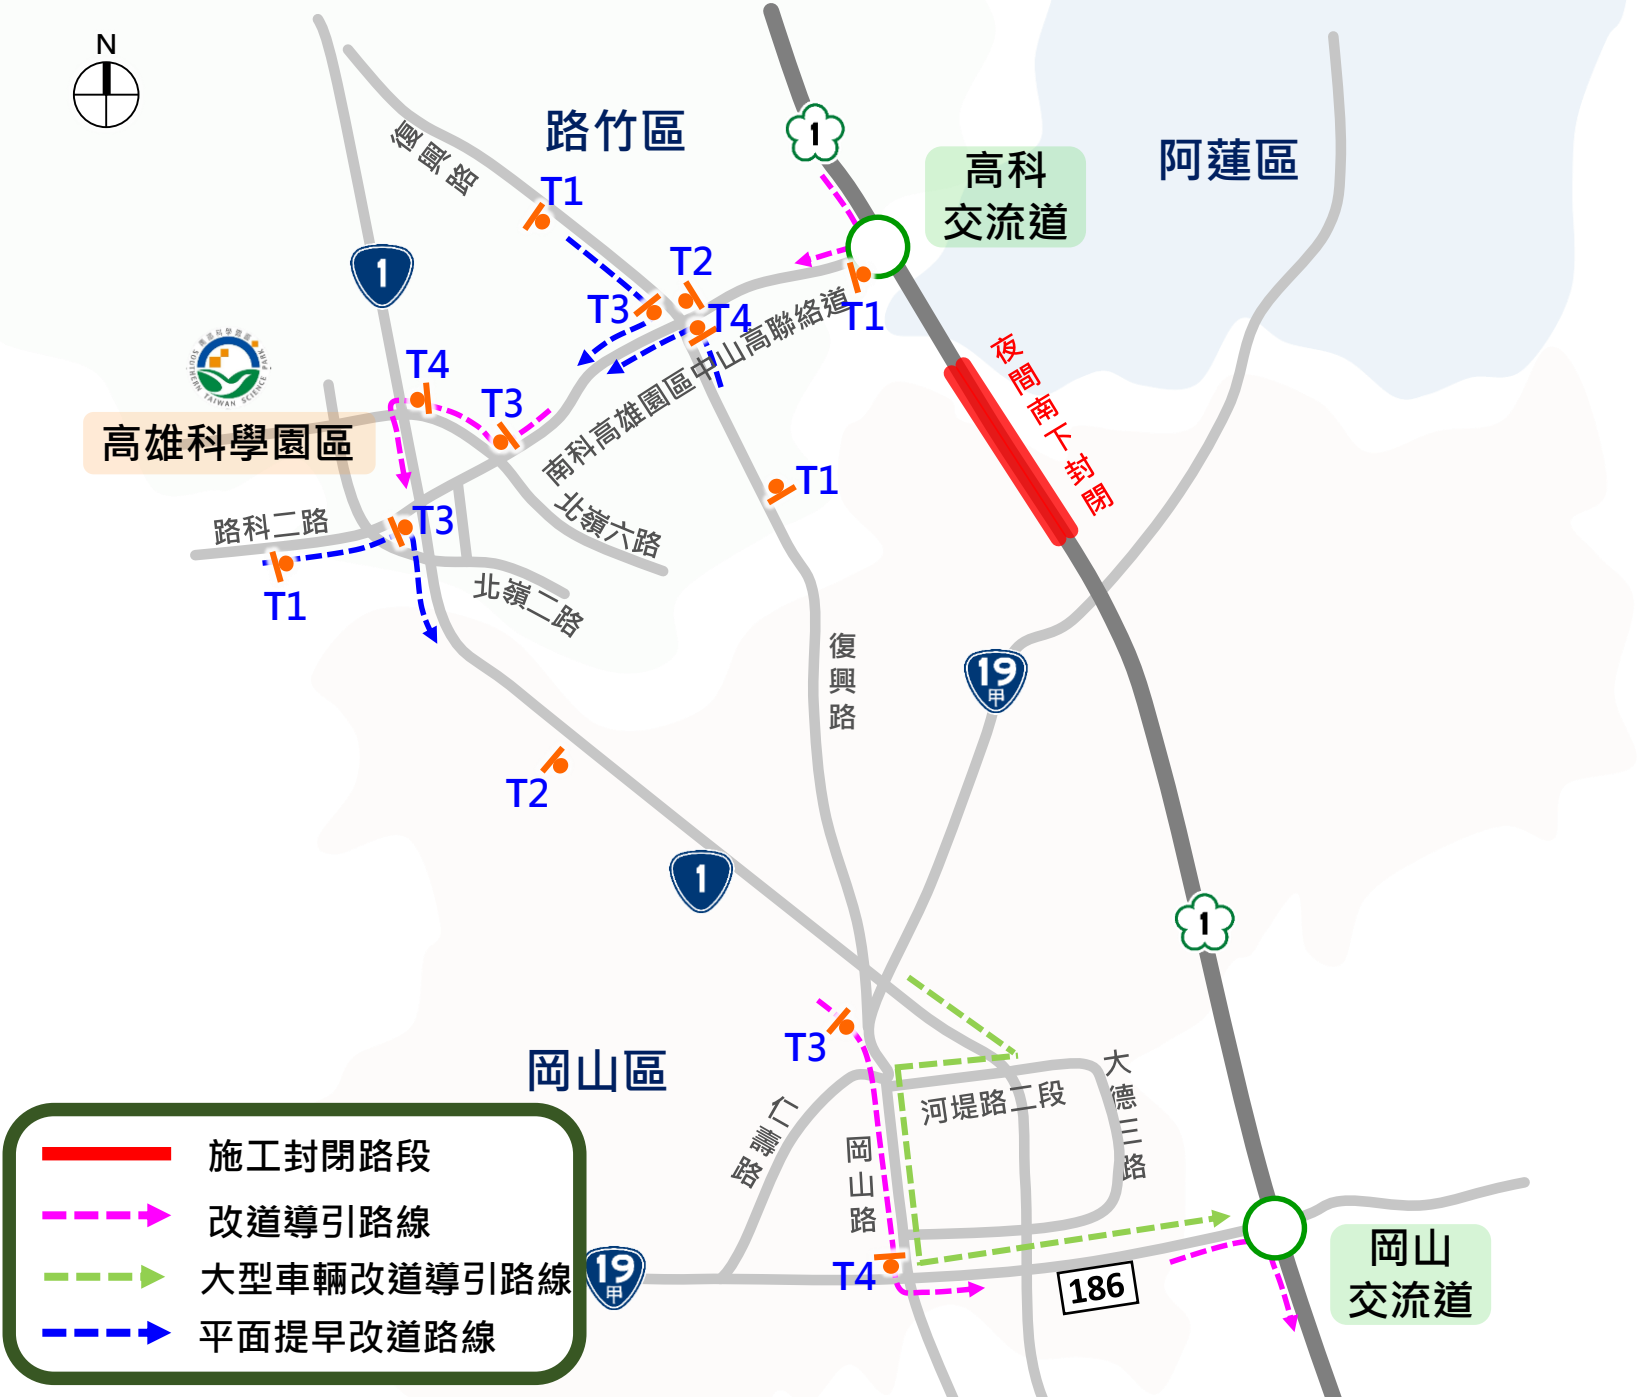 N
路竹區
1
高科
交流道
阿蓮區
復興路
T1
1
T2
T3
T4
T1
南科高雄園區中山高聯絡道
夜間南下封閉
T4
T3
SOUTHERN TAIWAN SCIENCE PARK
高雄科學園區
路科二路
T3
T1
北嶺六路
北嶺二路
T1
復興路
19
甲
T2
1
1
T3
岡山區
仁壽路
岡山路
河堤路二段
大德三路
T4
19
甲
186
岡山
交流道
施工封閉路段
改道導引路線
大型車輛改道導引路線
平面提早改道路線